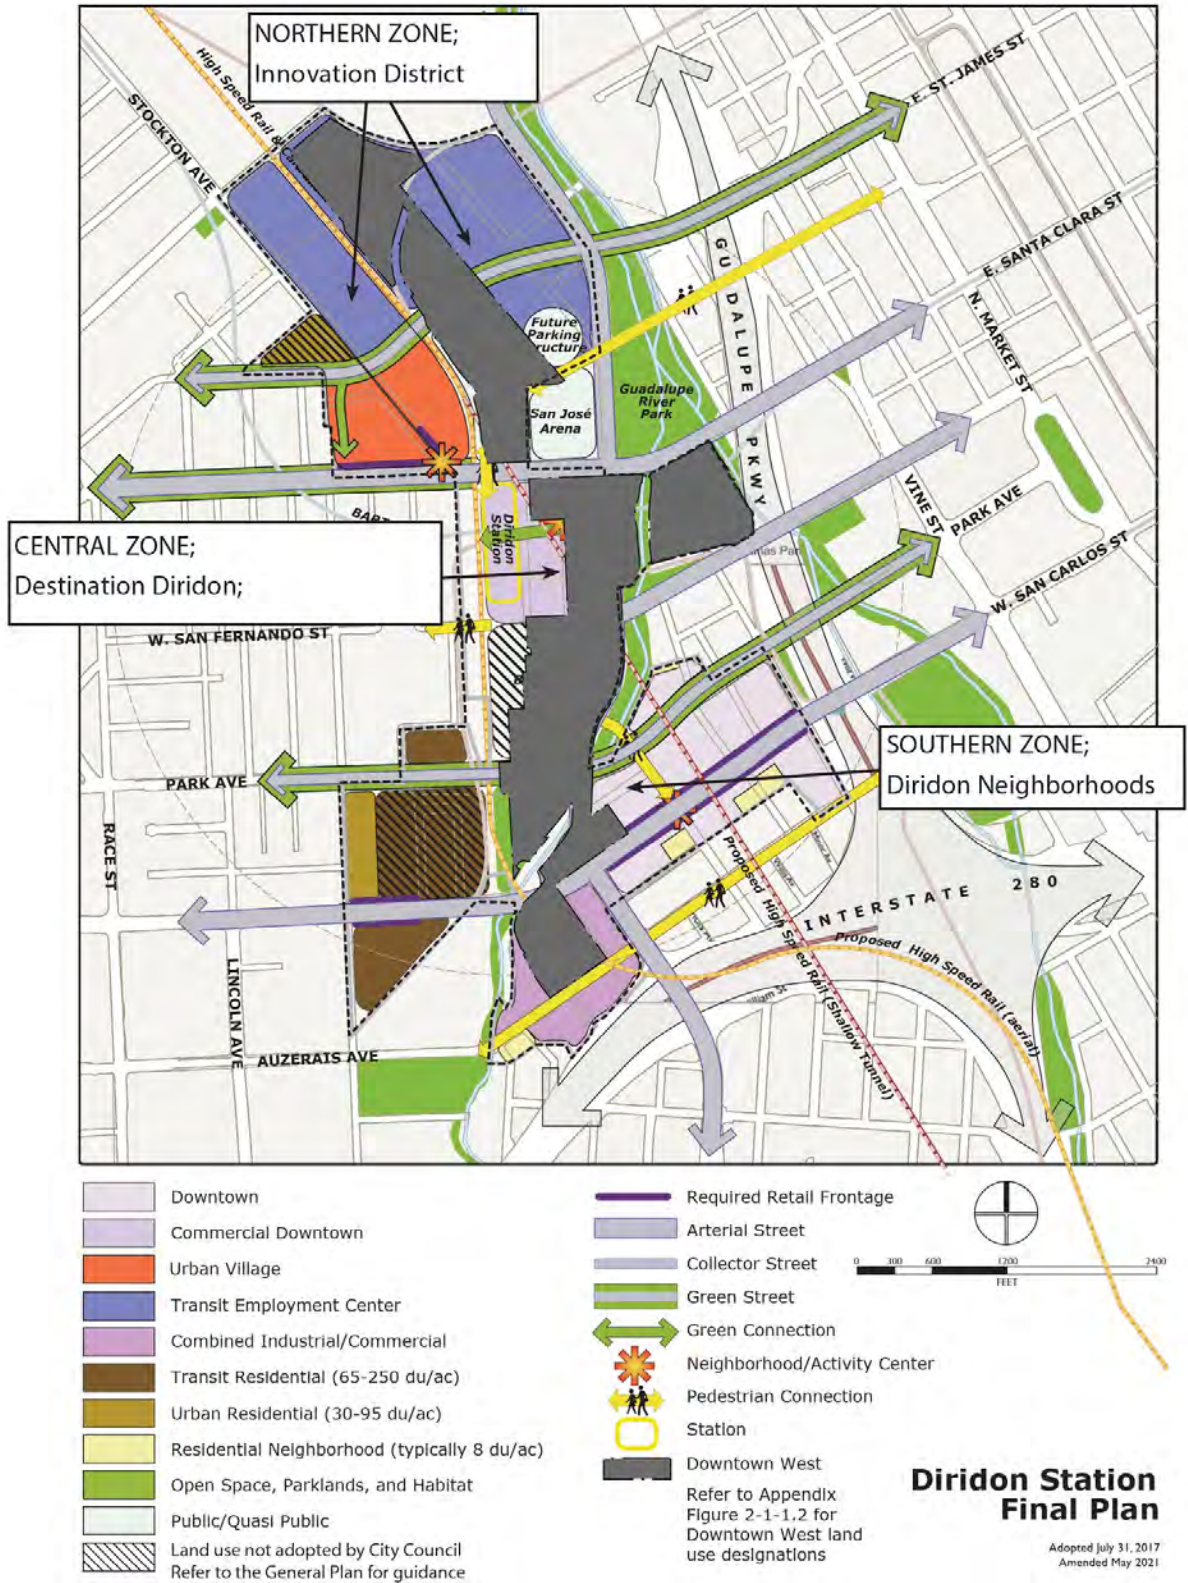 NORTHERN ZONE;
Innovation District
High Speed Rail &
STOCKTON AVE
E. ST. JAMES ST
E. SANTA CLARA ST
GUADALUPE PKWY
N. MARKET ST
Future
Parking
Structure
San José
Arena
Guadalupe
River
Park
Diridon
Station
CENTRAL ZONE;
Destination Diridon;
VINE ST
PARK AVE
W. SAN CARLOS ST
W. SAN FERNANDO ST
SOUTHERN ZONE;
Diridon Neighborhoods
PARK AVE
RACE ST
LINCOLN AVE
AUZERAIS AVE
INTERSTATE 280
Proposed High Speed Rail (Shallow Tunnel)
Proposed High Speed Rail (aerial)
Downtown
Commercial Downtown
Urban Village
Transit Employment Center
Combined Industrial/Commercial
Transit Residential (65-250 du/ac)
Urban Residential (30-95 du/ac)
Residential Neighborhood (typically 8 du/ac)
Open Space, Parklands, and Habitat
Public/Quasi Public
Land use not adopted by City Council
Refer to the General Plan for guidance
Required Retail Frontage
Arterial Street
Collector Street
Green Street
Green Connection
Neighborhood/Activity Center
Pedestrian Connection
Station
Downtown West
Refer to Appendix
Figure 2-1-1.2 for
Downtown West land
use designations
0 300 600 1200 2400
FEET
Diridon Station
Final Plan
Adopted July 31, 2017
Amended May 2021